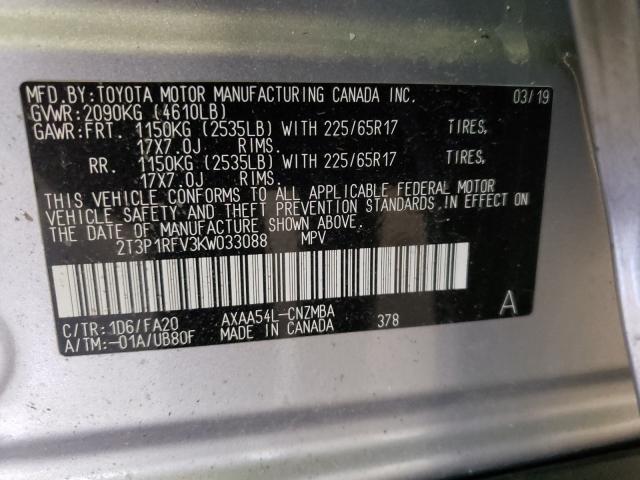 MFD.BY:TOYOTA MOTOR MANUFACTURING CANADA INC. 03/19
GVWR:2090KG (4610LB)
GAWR:FRT. 1150KG (2535LB) WITH 225/65R17 TIRES,
17X7.0J RIMS.
RR. 1150KG (2535LB) WITH 225/65R17 TIRES,
17X7.0J RIMS.
THIS VEHICLE CONFORMS TO ALL APPLICABLE FEDERAL MOTOR
VEHICLE SAFETY AND THEFT PREVENTION STANDARDS IN EFFECT ON
THE DATE OF MANUFACTURE SHOWN ABOVE.
2T3P1RFV3KW033088 MPV
C/TR:1D6/FA20 AXAA54L-CNZMBA 378 A
A/TM:-01A/UB80F MADE IN CANADA